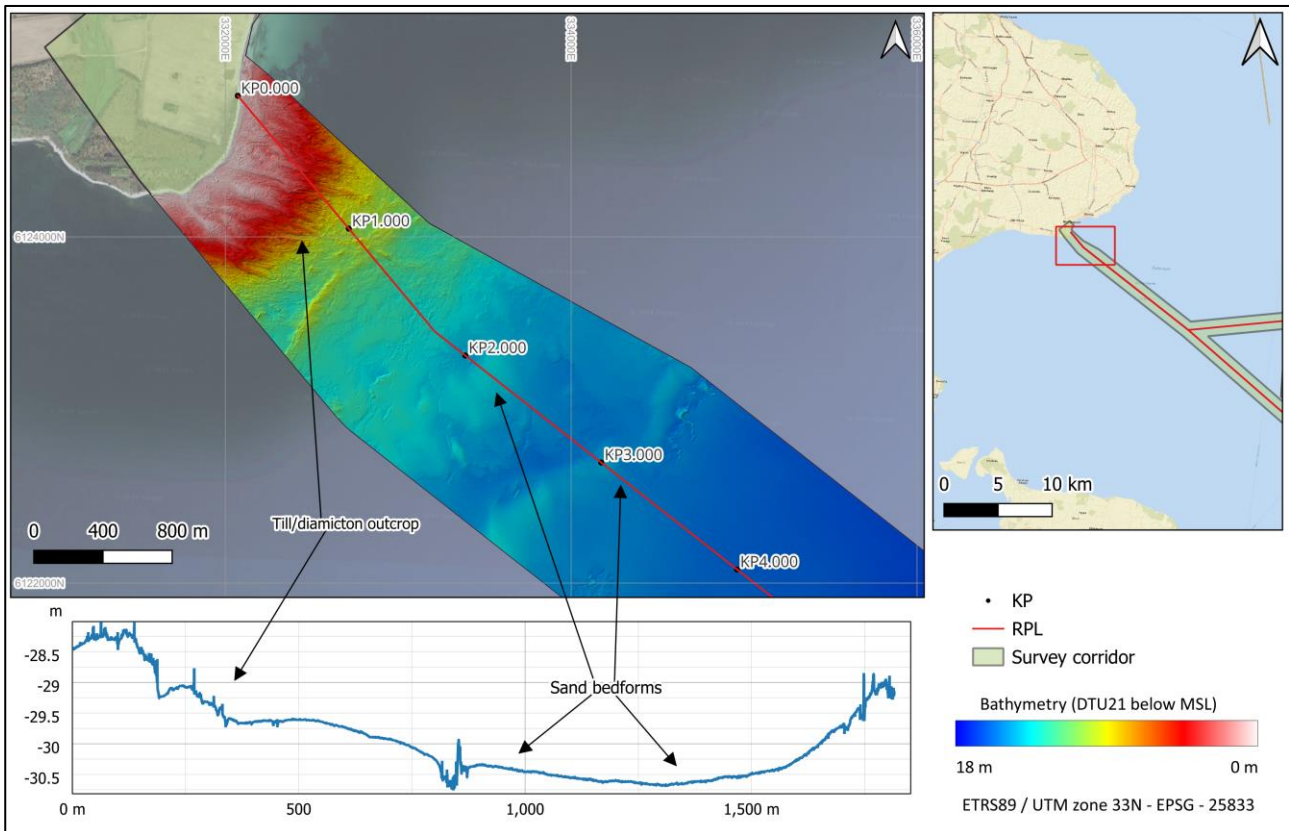 332000E
334000E
336000E
KP0.000
KP1.000
6124000N
KP2.000
KP3.000
Till/diamicton outcrop
0 400 800 m
KP4.000
6122000N
m
-28.5
-29
-29.5
-30
-30.5
Sand bedforms
0 m 500 1,000 1,500 m
0 5 10 km
KP
RPL
Survey corridor
Bathymetry (DTU21 below MSL)
18 m 0 m
ETRS89 / UTM zone 33N - EPSG - 25833